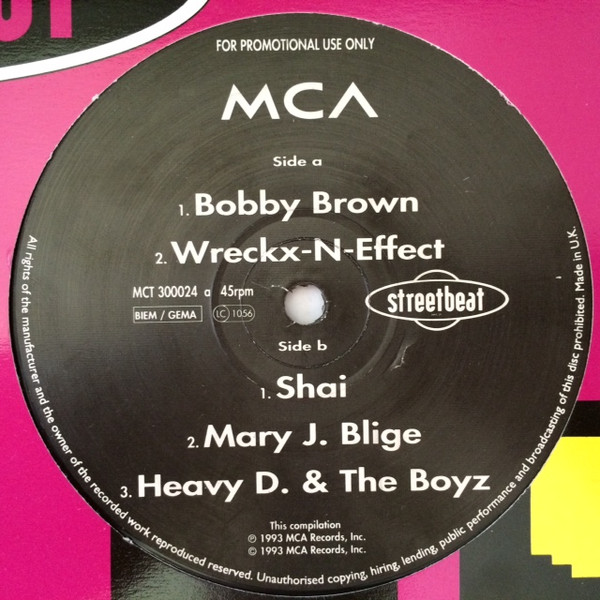 FOR PROMOTIONAL USE ONLY
MCA
Side a
1. Bobby Brown
2. Wreckx-N-Effect
MCT 300024 a 45rpm
BIEM / GEMA LC 1056
streetbeat
Side b
1. Shai
2. Mary J. Blige
3. Heavy D. & The Boyz
This compilation
℗ 1993 MCA Records, Inc.
© 1993 MCA Records, Inc.
All rights of the manufacturer and the owner of the recorded work reproduced reserved. Unauthorised copying, hiring, lending, public performance and broadcasting of this disc prohibited. Made in U.K.